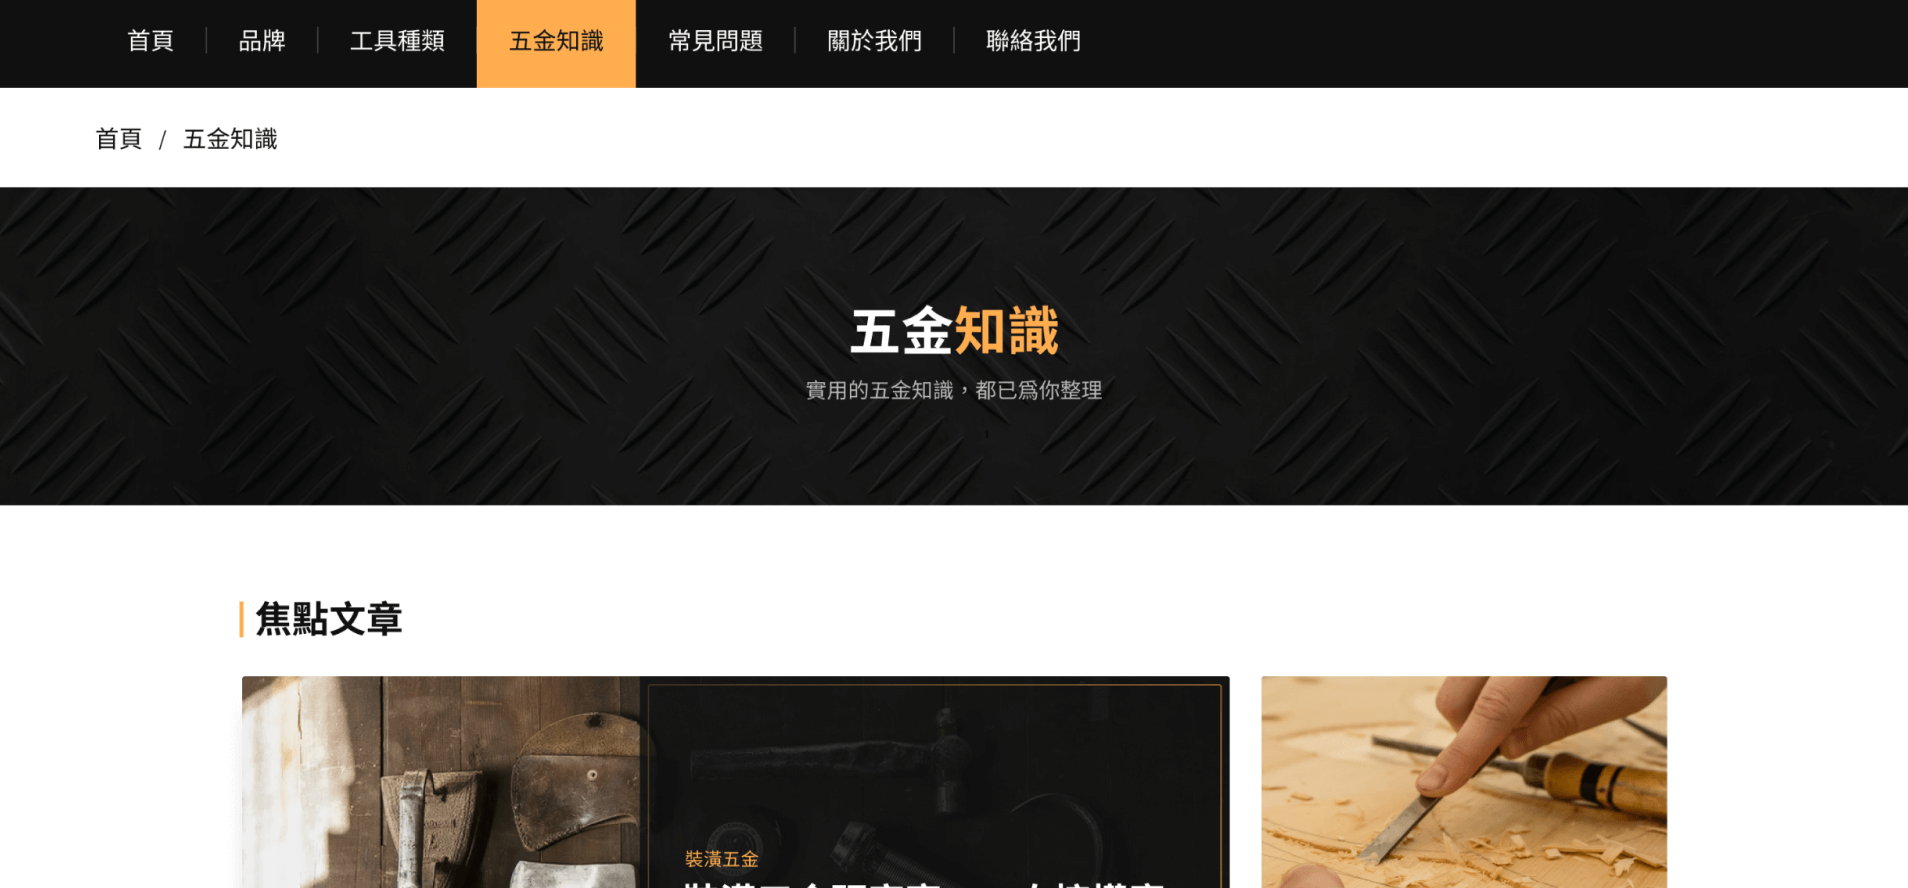 首頁 品牌 工具種類 五金知識 常見問題 關於我們 聯絡我們
首頁 / 五金知識
五金知識
實用的五金知識，都已爲你整理
焦點文章
裝潢五金